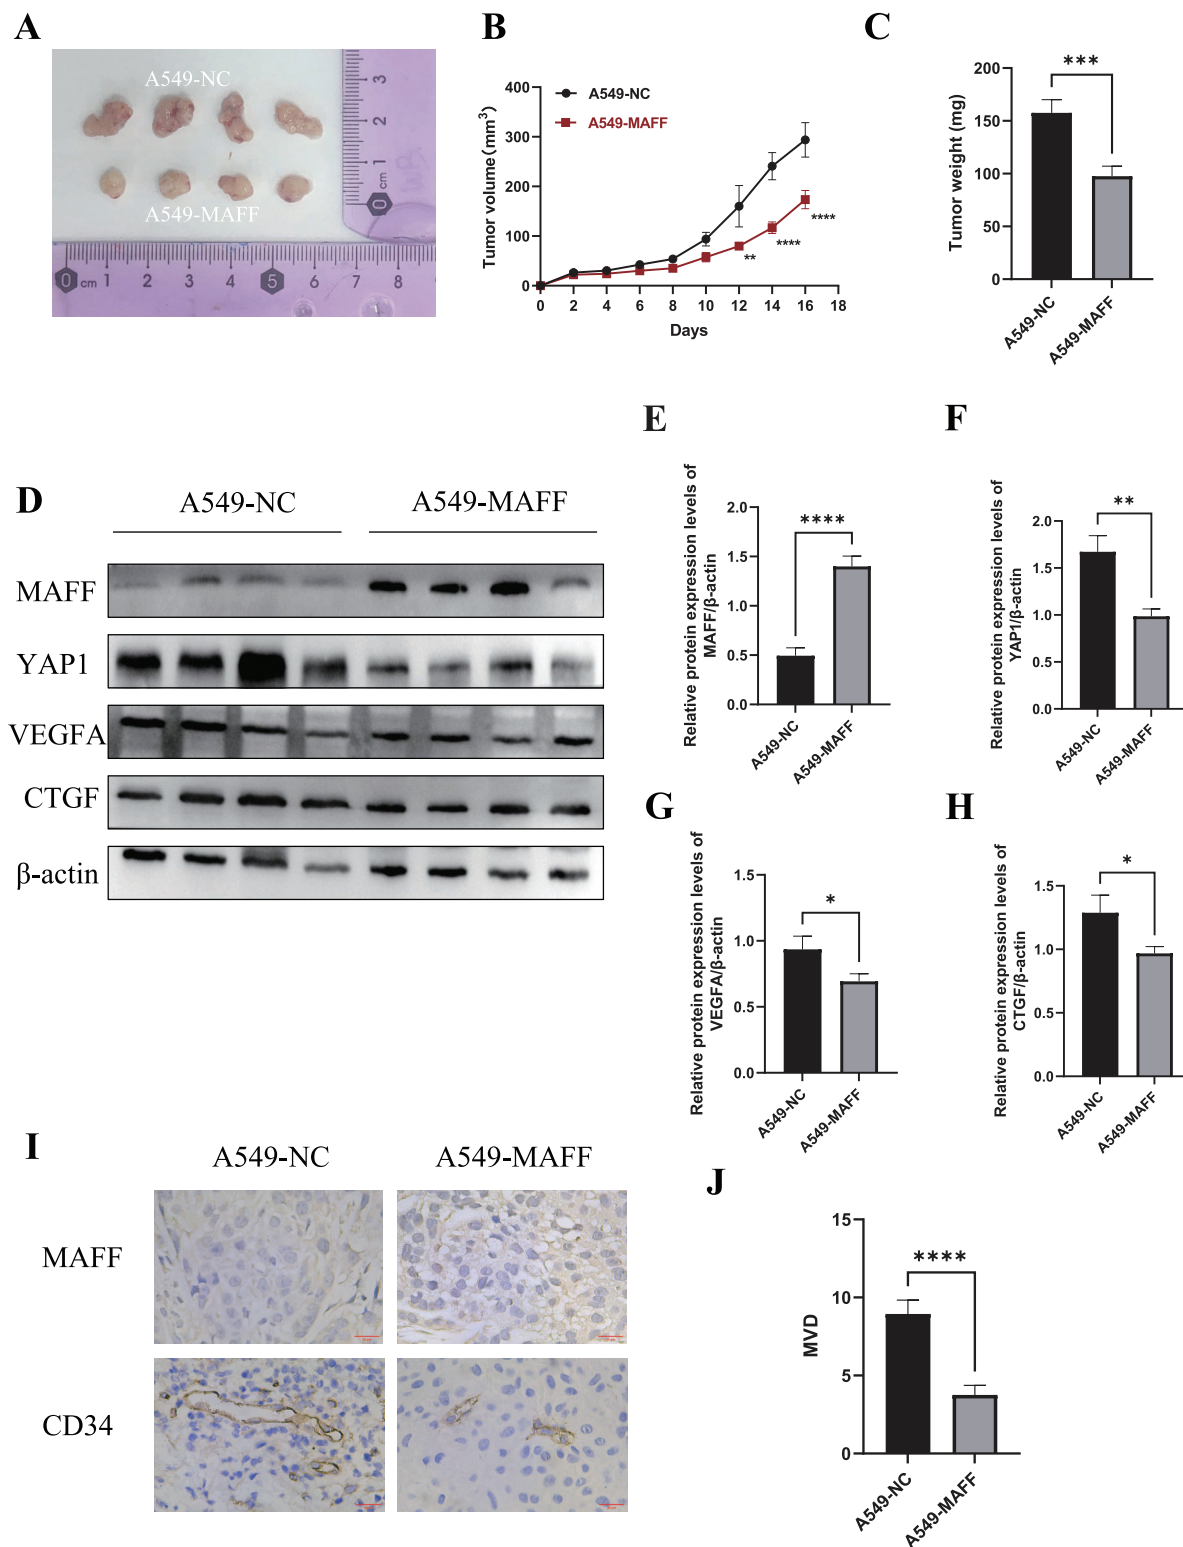 A
A549-NC
A549-MAFF
3
2
1
0
cm
0 cm 1 2 3 4 5 6 7 8
B
Tumor volume (mm³)
400
300
200
100
0
A549-NC
A549-MAFF
**
****
****
0 2 4 6 8 10 12 14 16 18
Days
C
Tumor weight (mg)
200
150
100
50
0
***
A549-NC
A549-MAFF
D
A549-NC A549-MAFF
MAFF
YAP1
VEGFA
CTGF
β-actin
E
Relative protein expression levels of
MAFF/β-actin
2.0
1.5
1.0
0.5
0.0
****
A549-NC
A549-MAFF
F
Relative protein expression levels of
YAP1/β-actin
2.0
1.5
1.0
0.5
0.0
**
A549-NC
A549-MAFF
G
Relative protein expression levels of
VEGFA/β-actin
1.5
1.0
0.5
0.0
*
A549-NC
A549-MAFF
H
Relative protein expression levels of
CTGF/β-actin
1.5
1.0
0.5
0.0
*
A549-NC
A549-MAFF
I
A549-NC A549-MAFF
MAFF
CD34
J
MVD
15
10
5
0
****
A549-NC
A549-MAFF